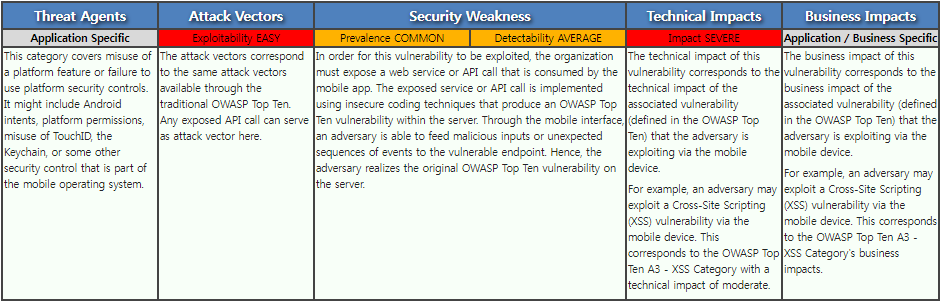 Threat Agents
Attack Vectors
Security Weakness
Technical Impacts
Business Impacts
Application Specific
Exploitability EASY
Prevalence COMMON
Detectability AVERAGE
Impact SEVERE
Application / Business Specific
This category covers misuse of
a platform feature or failure to
use platform security controls.
It might include Android
intents, platform permissions,
misuse of TouchID, the
Keychain, or some other
security control that is part of
the mobile operating system.
The attack vectors correspond
to the same attack vectors
available through the
traditional OWASP Top Ten.
Any exposed API call can serve
as attack vector here.
In order for this vulnerability to be exploited, the organization
must expose a web service or API call that is consumed by the
mobile app. The exposed service or API call is implemented
using insecure coding techniques that produce an OWASP Top
Ten vulnerability within the server. Through the mobile interface,
an adversary is able to feed malicious inputs or unexpected
sequences of events to the vulnerable endpoint. Hence, the
adversary realizes the original OWASP Top Ten vulnerability on
the server.
The technical impact of this
vulnerability corresponds to the
technical impact of the
associated vulnerability
(defined in the OWASP Top
Ten) that the adversary is
exploiting via the mobile
device.
For example, an adversary may
exploit a Cross-Site Scripting
(XSS) vulnerability via the
mobile device. This
corresponds to the OWASP Top
Ten A3 - XSS Category with a
technical impact of moderate.
The business impact of this
vulnerability corresponds to the
business impact of the
associated vulnerability (defined
in the OWASP Top Ten) that the
adversary is exploiting via the
mobile device.
For example, an adversary may
exploit a Cross-Site Scripting
(XSS) vulnerability via the
mobile device. This corresponds
to the OWASP Top Ten A3 -
XSS Category's business
impacts.